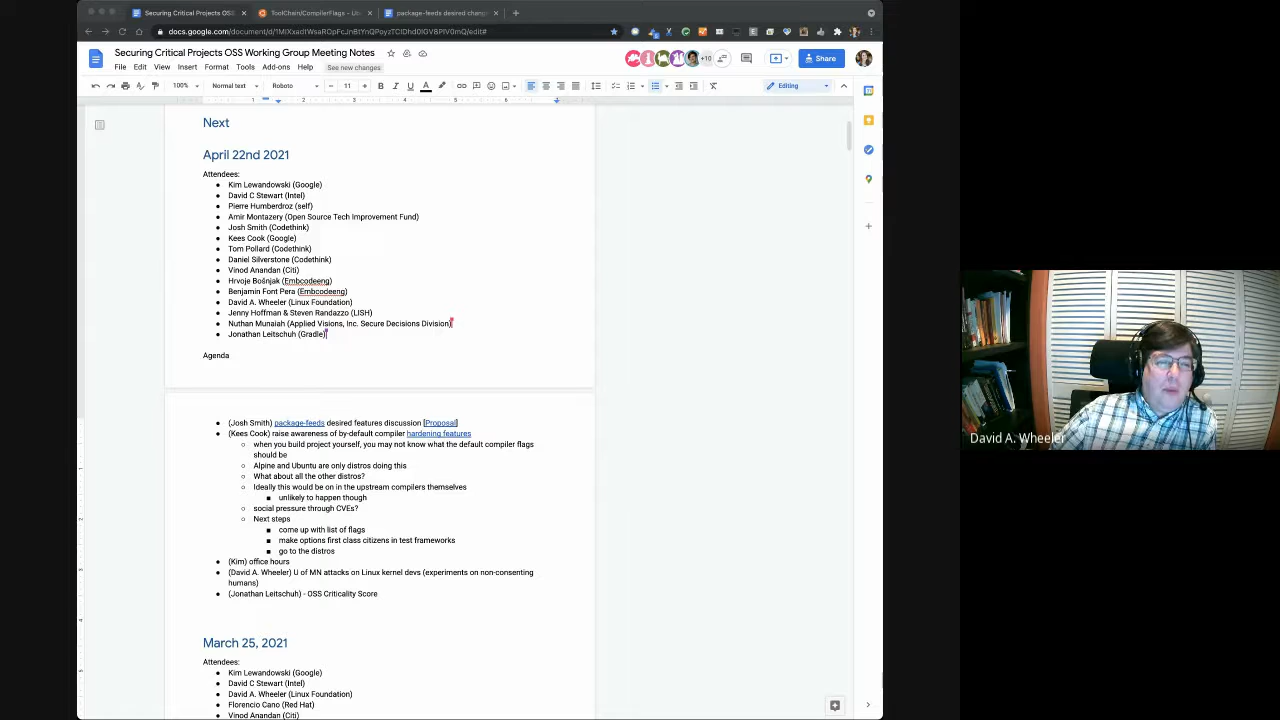 Securing Critical Projects OSS
ToolChain/CompilerFlags - Ubu
package-feeds desired chang
Securing Critical Projects OSS Working Group Meeting Notes
File Edit View Insert Format Tools Add-ons Help See new changes
+10
Share
100% Normal text Roboto 11 Editing
Next
April 22nd 2021
Attendees:
Kim Lewandowski (Google)
David C Stewart (Intel)
Pierre Humberdroz (self)
Amir Montazery (Open Source Tech Improvement Fund)
Josh Smith (Codethink)
Kees Cook (Google)
Tom Pollard (Codethink)
Daniel Silverstone (Codethink)
Vinod Anandan (Citi)
Hrvoje Bošnjak (Embcodeeng)
Benjamin Font Pera (Embcodeeng)
David A. Wheeler (Linux Foundation)
Jenny Hoffman & Steven Randazzo (LISH)
Nuthan Munaiah (Applied Visions, Inc. Secure Decisions Division)
Jonathan Leitschuh (Gradle)
Agenda
(Josh Smith) package-feeds desired features discussion [Proposal]
(Kees Cook) raise awareness of by-default compiler hardening features
when you build project yourself, you may not know what the default compiler flags
should be
Alpine and Ubuntu are only distros doing this
What about all the other distros?
Ideally this would be on in the upstream compilers themselves
unlikely to happen though
social pressure through CVEs?
Next steps
come up with list of flags
make options first class citizens in test frameworks
go to the distros
(Kim) office hours
(David A. Wheeler) U of MN attacks on Linux kernel devs (experiments on non-consenting
humans)
(Jonathan Leitschuh) - OSS Criticality Score
March 25, 2021
Attendees:
Kim Lewandowski (Google)
David C Stewart (Intel)
David A. Wheeler (Linux Foundation)
Florencio Cano (Red Hat)
Vinod Anandan (Citi)
David A. Wheeler